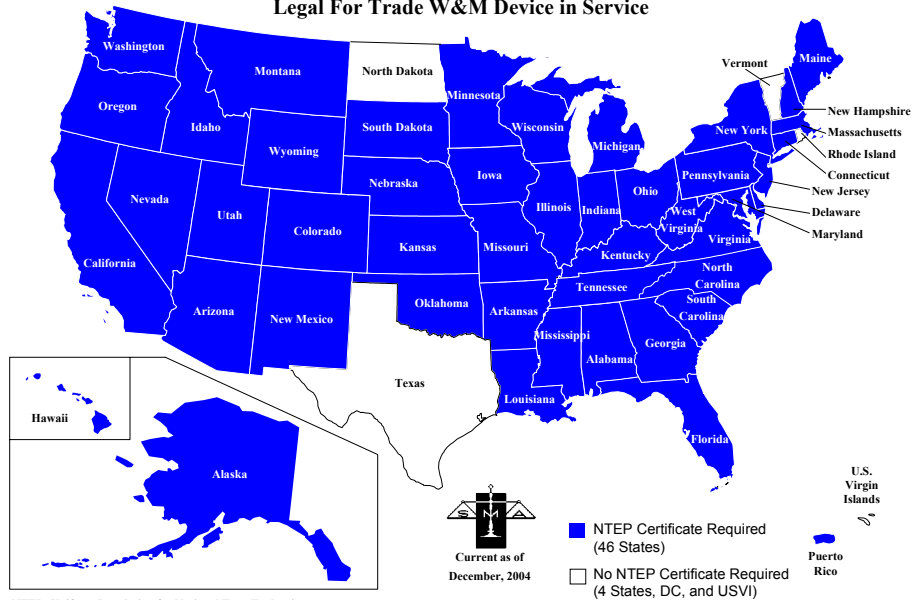 Legal For Trade W&M Device in Service
Washington
Montana
North Dakota
Minnesota
Vermont
Maine
Oregon
Idaho
Wyoming
South Dakota
Wisconsin
Michigan
New York
New Hampshire
Massachusetts
Rhode Island
Connecticut
New Jersey
Delaware
Maryland
Nevada
Utah
Colorado
Nebraska
Iowa
Illinois
Indiana
Ohio
Pennsylvania
West
Virginia
Virginia
California
Kansas
Missouri
Kentucky
North
Carolina
Tennessee
South
Carolina
Arizona
New Mexico
Oklahoma
Arkansas
Mississippi
Alabama
Georgia
Texas
Louisiana
Florida
Hawaii
Alaska
S M A
Current as of
December, 2004
NTEP Certificate Required
(46 States)
No NTEP Certificate Required
(4 States, DC, and USVI)
U.S.
Virgin
Islands
Puerto
Rico